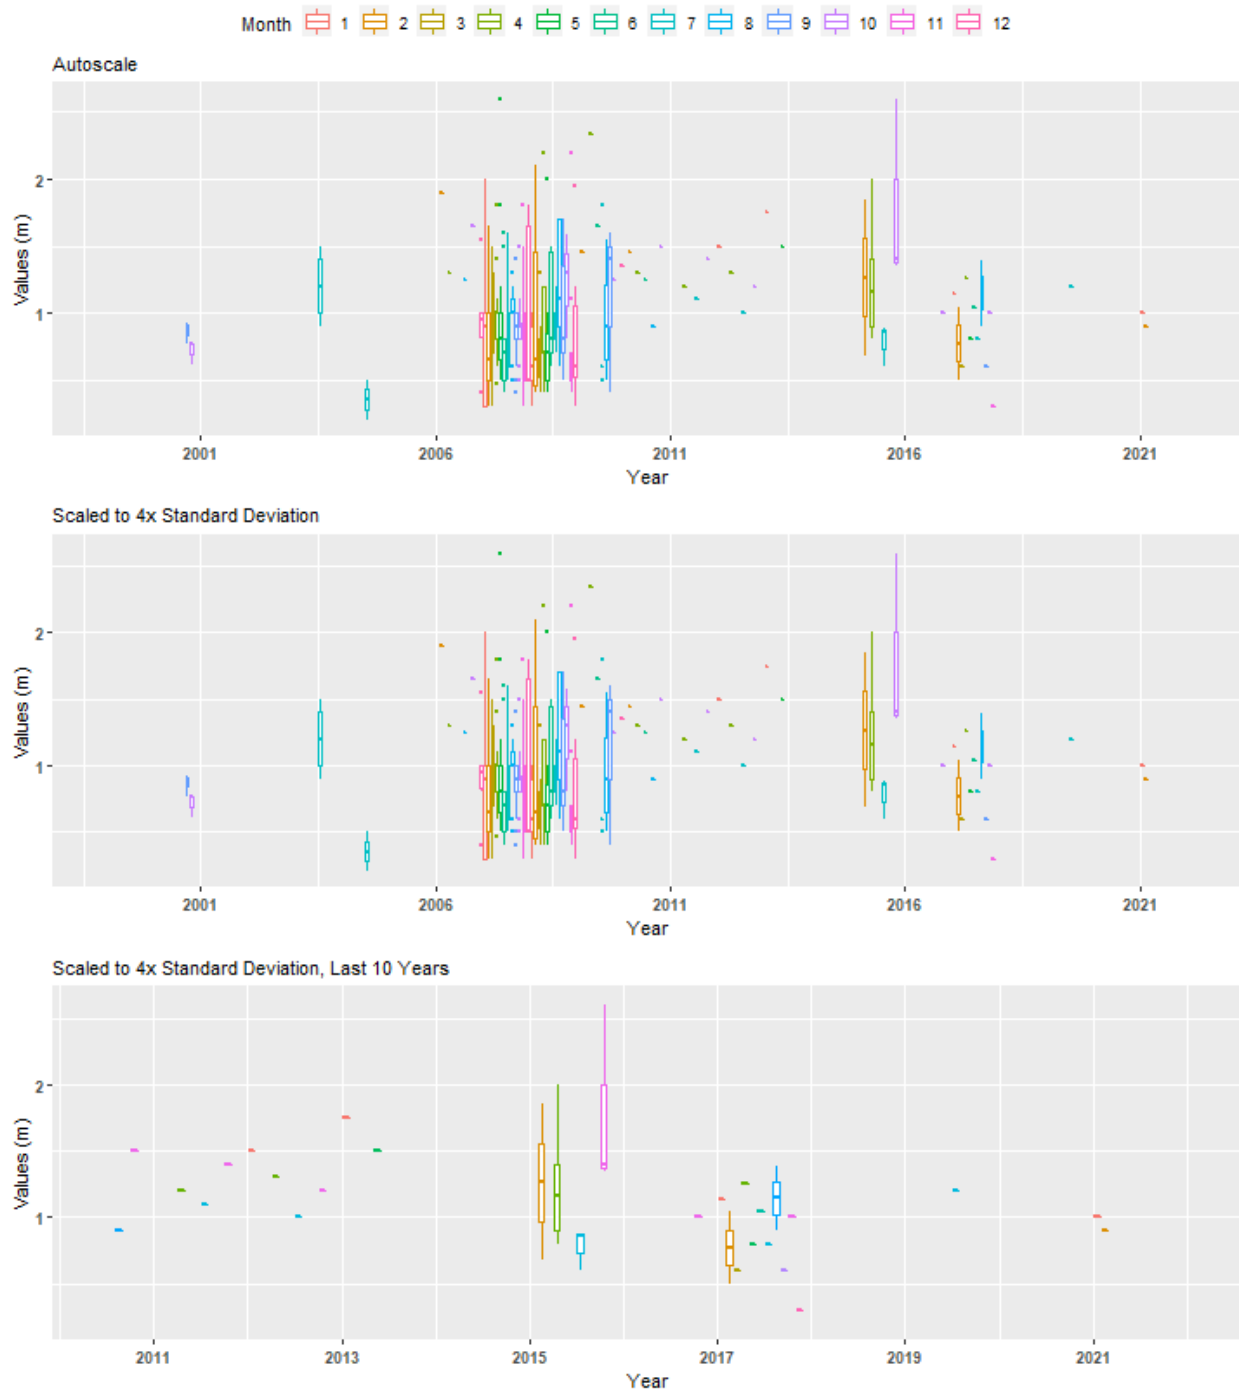 Month 1 2 3 4 5 6 7 8 9 10 11 12
Autoscale
Values (m)
2
1
2001 2006 2011 2016 2021
Year
Scaled to 4x Standard Deviation
Values (m)
2
1
2001 2006 2011 2016 2021
Year
Scaled to 4x Standard Deviation, Last 10 Years
Values (m)
2
1
2011 2013 2015 2017 2019 2021
Year